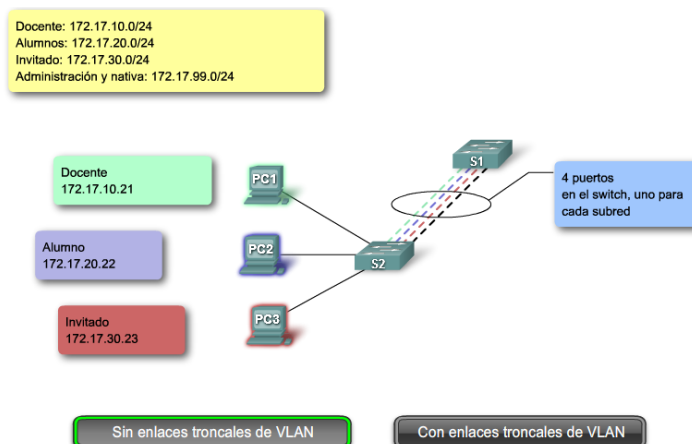 Docente: 172.17.10.0/24
Alumnos: 172.17.20.0/24
Invitado: 172.17.30.0/24
Administración y nativa: 172.17.99.0/24
S1
4 puertos
en el switch, uno para
cada subred
Docente
172.17.10.21
PC1
Alumno
172.17.20.22
PC2
S2
Invitado
172.17.30.23
PC3
Sin enlaces troncales de VLAN
Con enlaces troncales de VLAN